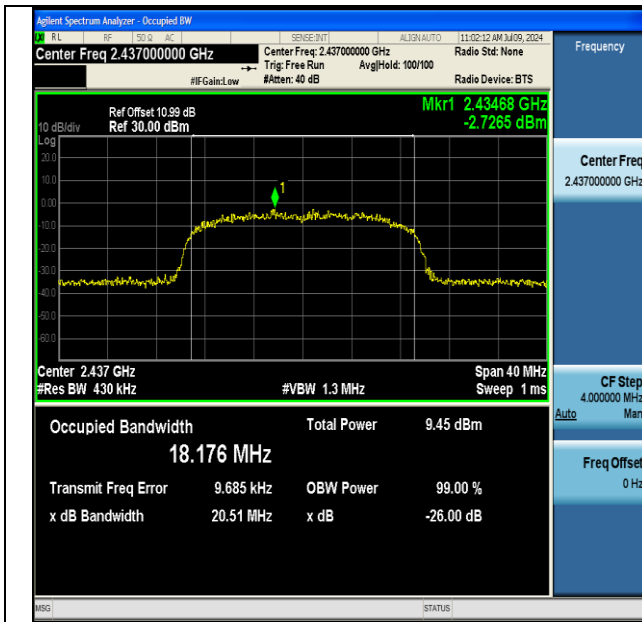 Agilent Spectrum Analyzer - Occupied BW
RL RF 50 Ω AC SENSE:INT ALIGN AUTO 11:02:12 AM Jul 09, 2024
Center Freq 2.437000000 GHz
Center Freq: 2.437000000 GHz Radio Std: None
Trig: Free Run Avg|Hold: 100/100
#IFGain:Low #Atten: 40 dB Radio Device: BTS
Frequency
Mkr1 2.43468 GHz
-2.7265 dBm
Ref Offset 10.99 dB
10 dB/div Ref 30.00 dBm
Log
20.0
10.0
0.00
-10.0
-20.0
-30.0
-40.0
-50.0
-60.0
1
Center 2.437 GHz Span 40 MHz
#Res BW 430 kHz #VBW 1.3 MHz Sweep 1 ms
Occupied Bandwidth Total Power 9.45 dBm
18.176 MHz
Transmit Freq Error 9.685 kHz OBW Power 99.00 %
x dB Bandwidth 20.51 MHz x dB -26.00 dB
Center Freq
2.437000000 GHz
CF Step
4.000000 MHz
Auto Man
Freq Offset
0 Hz
MSG STATUS